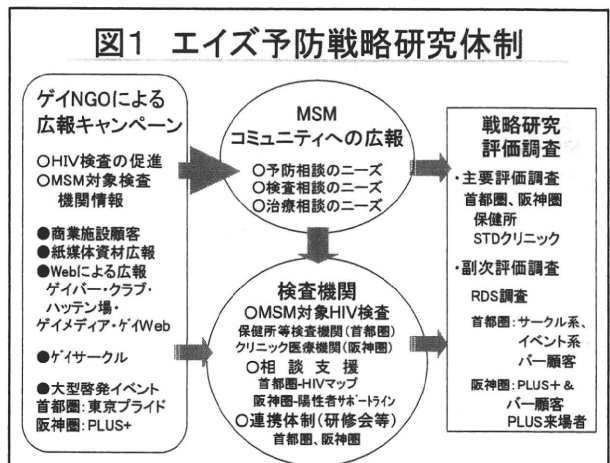 図1 エイズ予防戦略研究体制
ゲイNGOによる
広報キャンペーン
○HIV検査の促進
○MSM対象検査
機関情報
●商業施設顧客
●紙媒体資材広報
●Webによる広報
ゲイバー・クラブ・
ハッテン場・
ゲイメディア・ゲイWeb
●ゲイサークル
●大型啓発イベント
首都圏:東京プライド
阪神圏:PLUS+
MSM
コミュニティへの広報
○予防相談のニーズ
○検査相談のニーズ
○治療相談のニーズ
検査機関
○MSM対象HIV検査
保健所等検査機関(首都圏)
クリニック医療機関(阪神圏)
○相 談 支 援
首都圏-HIVマップ
阪神圏-陽性者サポートライン
○連携体制(研修会等)
首都圏、阪神圏
戦略研究
評価調査
・主要評価調査
首都圏、阪神圏
保健所
STDクリニック
・副次評価調査
RDS調査
首都圏:サークル系、
イベント系
バー顧客
阪神圏:PLUS+&
バー顧客
PLUS来場者